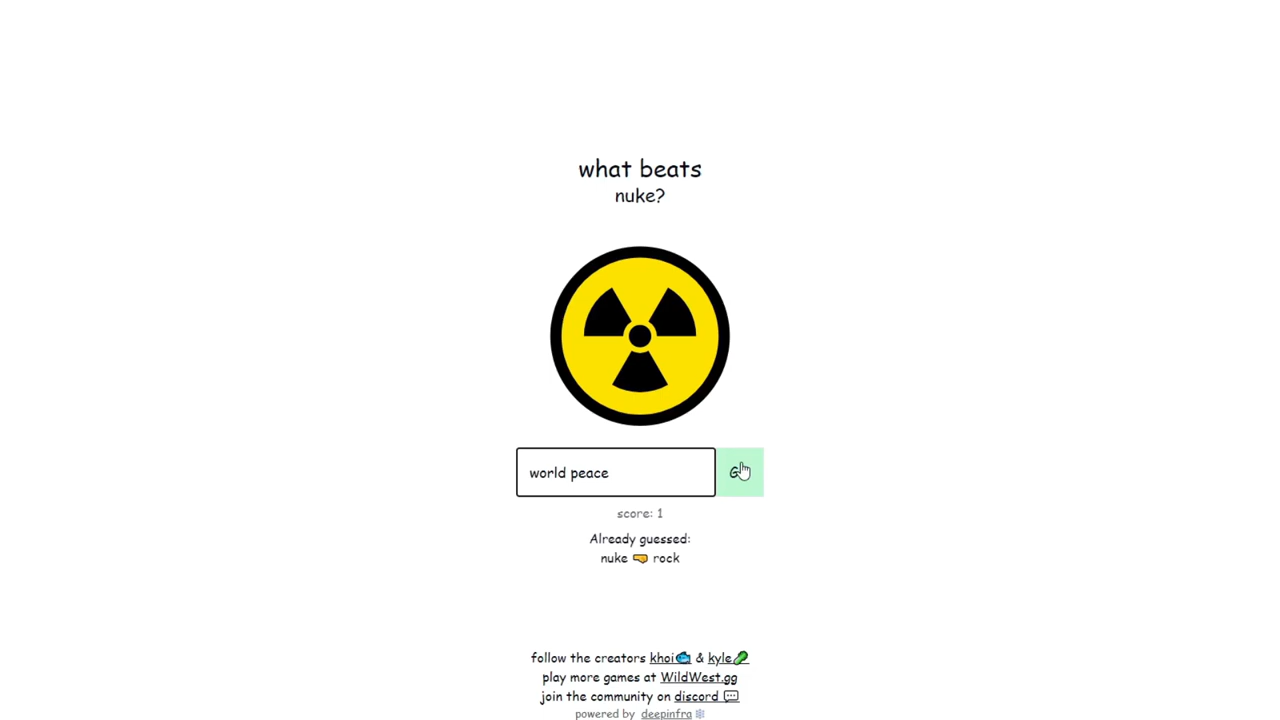 what beats
nuke?
world peace
score: 1
Already guessed:
nuke 🤜 rock
follow the creators khoi🐟 & kyle🥒
play more games at WildWest.gg
join the community on discord 💬
powered by deepinfra